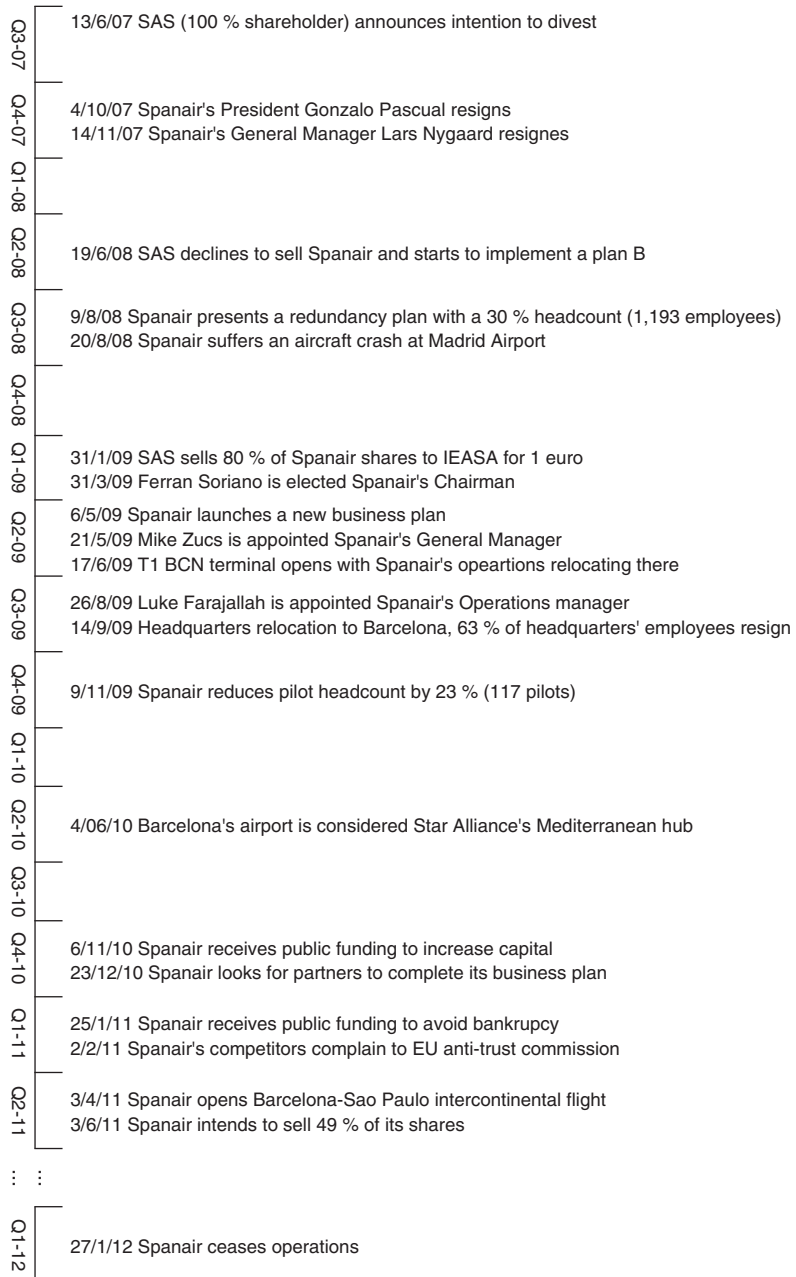 Q3-07
13/6/07 SAS (100 % shareholder) announces intention to divest
Q4-07
4/10/07 Spanair's President Gonzalo Pascual resigns
14/11/07 Spanair's General Manager Lars Nygaard resignes
Q1-08
Q2-08
19/6/08 SAS declines to sell Spanair and starts to implement a plan B
Q3-08
9/8/08 Spanair presents a redundancy plan with a 30 % headcount (1,193 employees)
20/8/08 Spanair suffers an aircraft crash at Madrid Airport
Q4-08
Q1-09
31/1/09 SAS sells 80 % of Spanair shares to IEASA for 1 euro
31/3/09 Ferran Soriano is elected Spanair's Chairman
Q2-09
6/5/09 Spanair launches a new business plan
21/5/09 Mike Zucs is appointed Spanair's General Manager
17/6/09 T1 BCN terminal opens with Spanair's opeartions relocating there
Q3-09
26/8/09 Luke Farajallah is appointed Spanair's Operations manager
14/9/09 Headquarters relocation to Barcelona, 63 % of headquarters' employees resign
Q4-09
9/11/09 Spanair reduces pilot headcount by 23 % (117 pilots)
Q1-10
Q2-10
4/06/10 Barcelona's airport is considered Star Alliance's Mediterranean hub
Q3-10
Q4-10
6/11/10 Spanair receives public funding to increase capital
23/12/10 Spanair looks for partners to complete its business plan
Q1-11
25/1/11 Spanair receives public funding to avoid bankrupcy
2/2/11 Spanair's competitors complain to EU anti-trust commission
Q2-11
3/4/11 Spanair opens Barcelona-Sao Paulo intercontinental flight
3/6/11 Spanair intends to sell 49 % of its shares
... ...
Q1-12
27/1/12 Spanair ceases operations